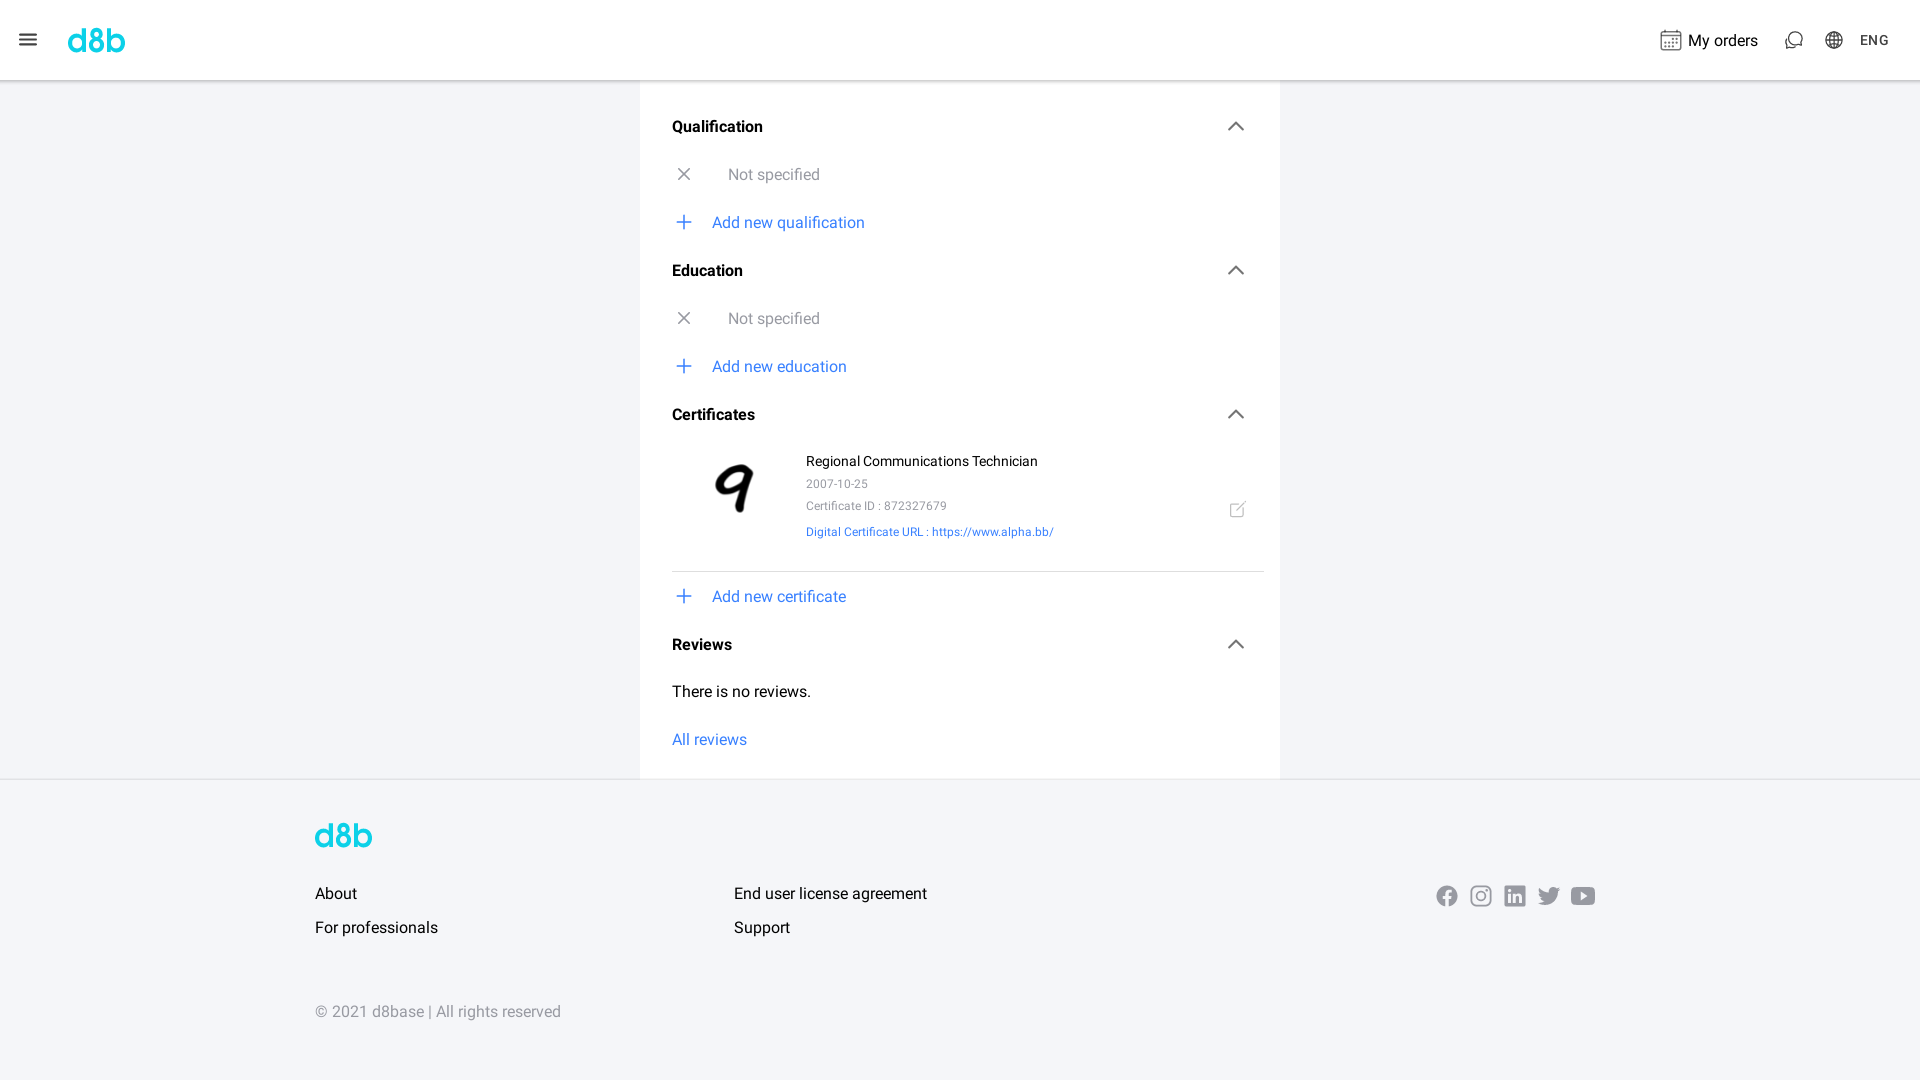 d8b
My orders
ENG
Qualification
Not specified
Add new qualification
Education
Not specified
Add new education
Certificates
9
Regional Communications Technician
2007-10-25
Certificate ID : 872327679
Digital Certificate URL : https://www.alpha.bb/
Add new certificate
Reviews
There is no reviews.
All reviews
d8b
About
For professionals
End user license agreement
Support
© 2021 d8base | All rights reserved